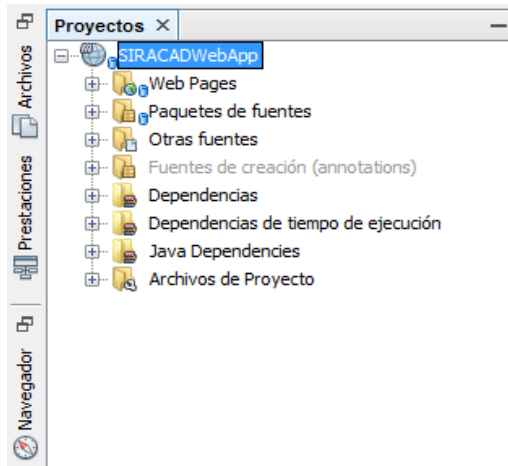 Proyectos
SIRACADWebApp
Web Pages
Paquetes de fuentes
Otras fuentes
Fuentes de creación (annotations)
Dependencias
Dependencias de tiempo de ejecución
Java Dependencies
Archivos de Proyecto
Archivos
Prestaciones
Navegador